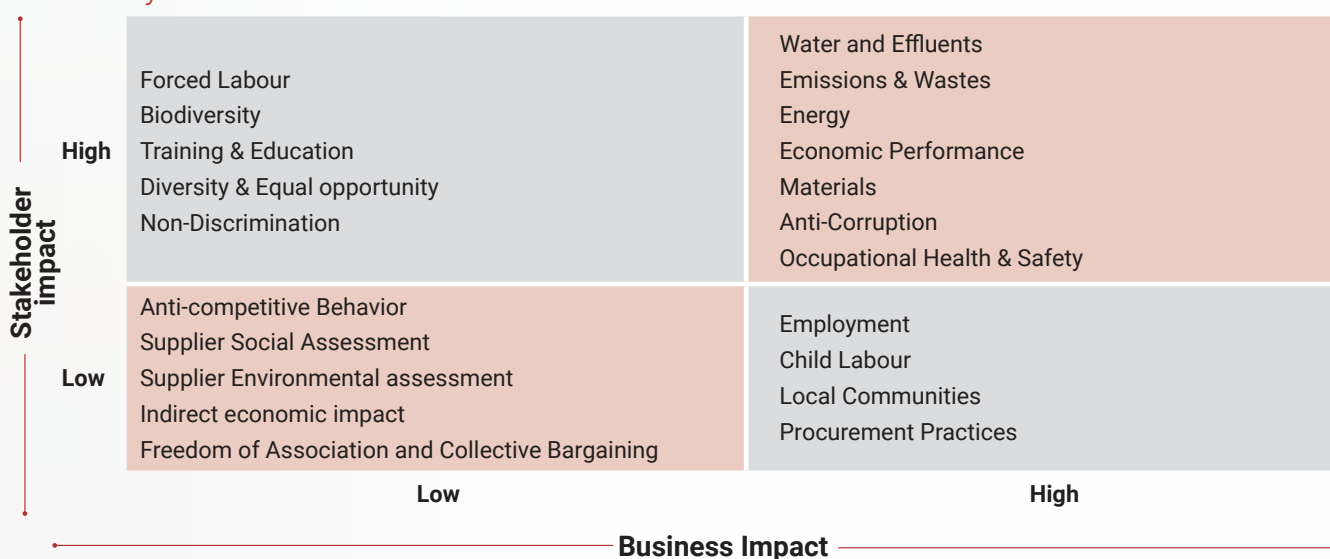 Forced Labour
Biodiversity
Training & Education
Diversity & Equal opportunity
Non-Discrimination
Water and Effluents
Emissions & Wastes
Energy
Economic Performance
Materials
Anti-Corruption
Occupational Health & Safety
High
Stakeholder
impact
Low
Anti-competitive Behavior
Supplier Social Assessment
Supplier Environmental assessment
Indirect economic impact
Freedom of Association and Collective Bargaining
Employment
Child Labour
Local Communities
Procurement Practices
Low
High
Business Impact